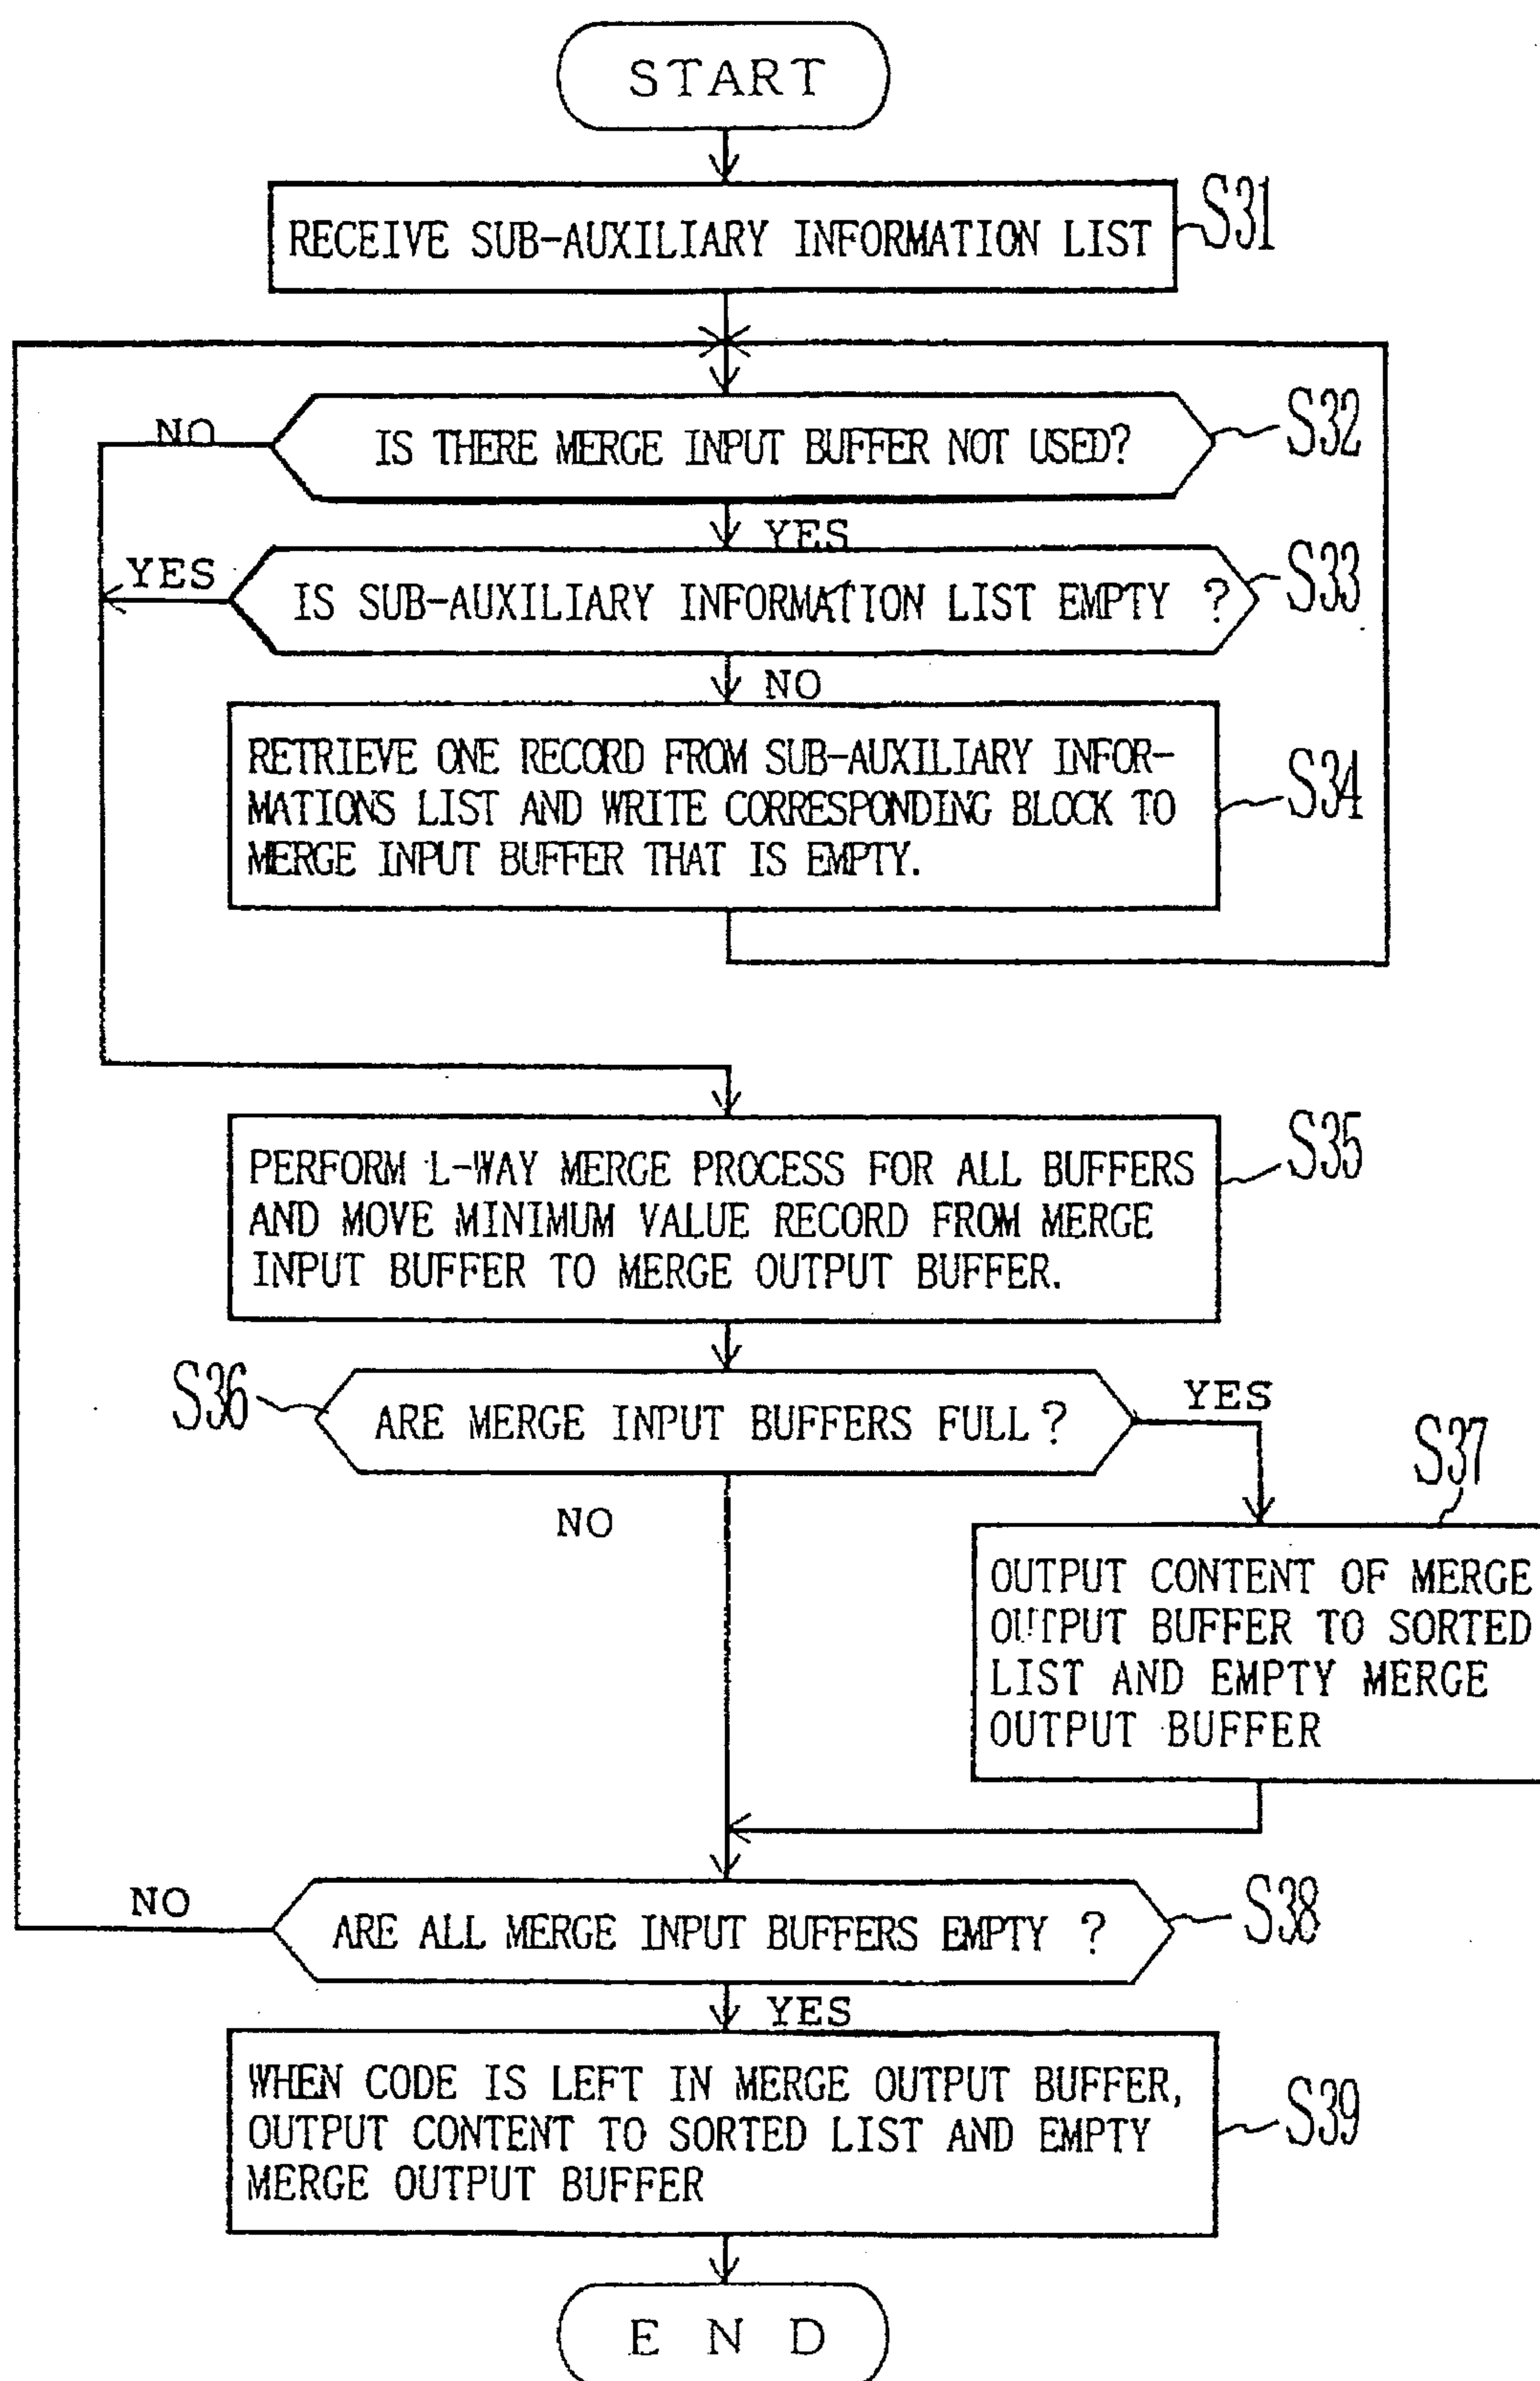 START
RECEIVE SUB-AUXILIARY INFORMATION LIST
S31
NO
IS THERE MERGE INPUT BUFFER NOT USED?
S32
YES
YES
IS SUB-AUXILIARY INFORMATION LIST EMPTY ?
S33
NO
RETRIEVE ONE RECORD FROM SUB-AUXILIARY INFOR-
MATIONS LIST AND WRITE CORRESPONDING BLOCK TO
MERGE INPUT BUFFER THAT IS EMPTY.
S34
PERFORM L-WAY MERGE PROCESS FOR ALL BUFFERS
AND MOVE MINIMUM VALUE RECORD FROM MERGE
INPUT BUFFER TO MERGE OUTPUT BUFFER.
S35
S36
ARE MERGE INPUT BUFFERS FULL ?
YES
NO
S37
OUTPUT CONTENT OF MERGE
OUTPUT BUFFER TO SORTED
LIST AND EMPTY MERGE
OUTPUT BUFFER
NO
ARE ALL MERGE INPUT BUFFERS EMPTY ?
S38
YES
WHEN CODE IS LEFT IN MERGE OUTPUT BUFFER,
OUTPUT CONTENT TO SORTED LIST AND EMPTY
MERGE OUTPUT BUFFER
S39
END